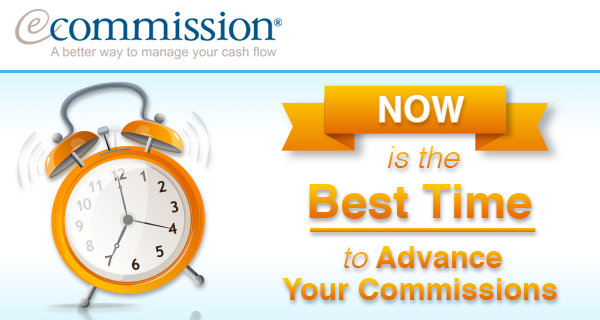 ecommission®
A better way to manage your cash flow
NOW
is the
Best Time
to Advance
Your Commissions
12
11 1
10 2
9 3
8 4
7 5
6